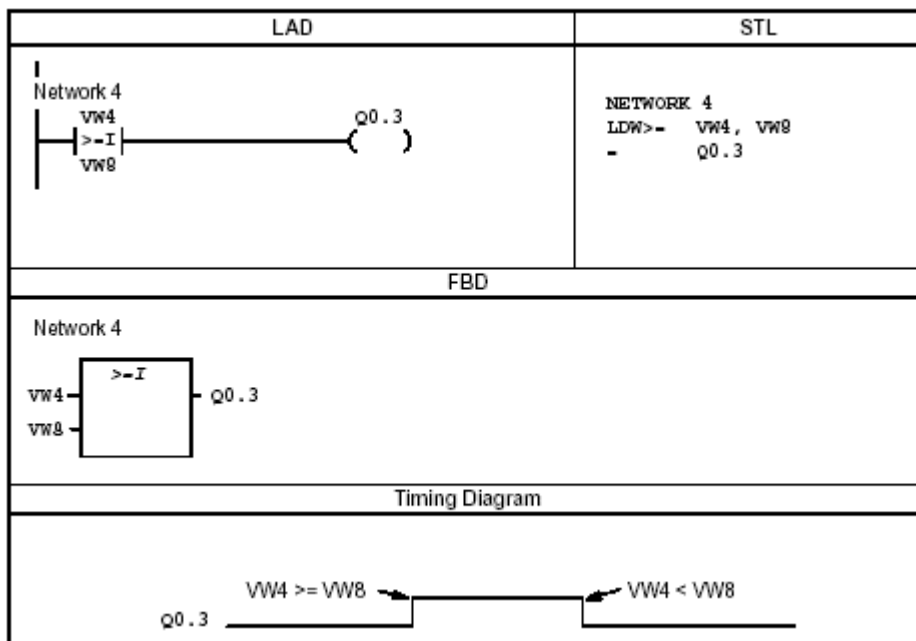 LAD
STL
Network 4
VW4
>=I
VW8
Q0.3
( )
NETWORK 4
LDW>= VW4, VW8
= Q0.3
FBD
Network 4
>=I
VW4
VW8
Q0.3
Timing Diagram
VW4 >= VW8
VW4 < VW8
Q0.3